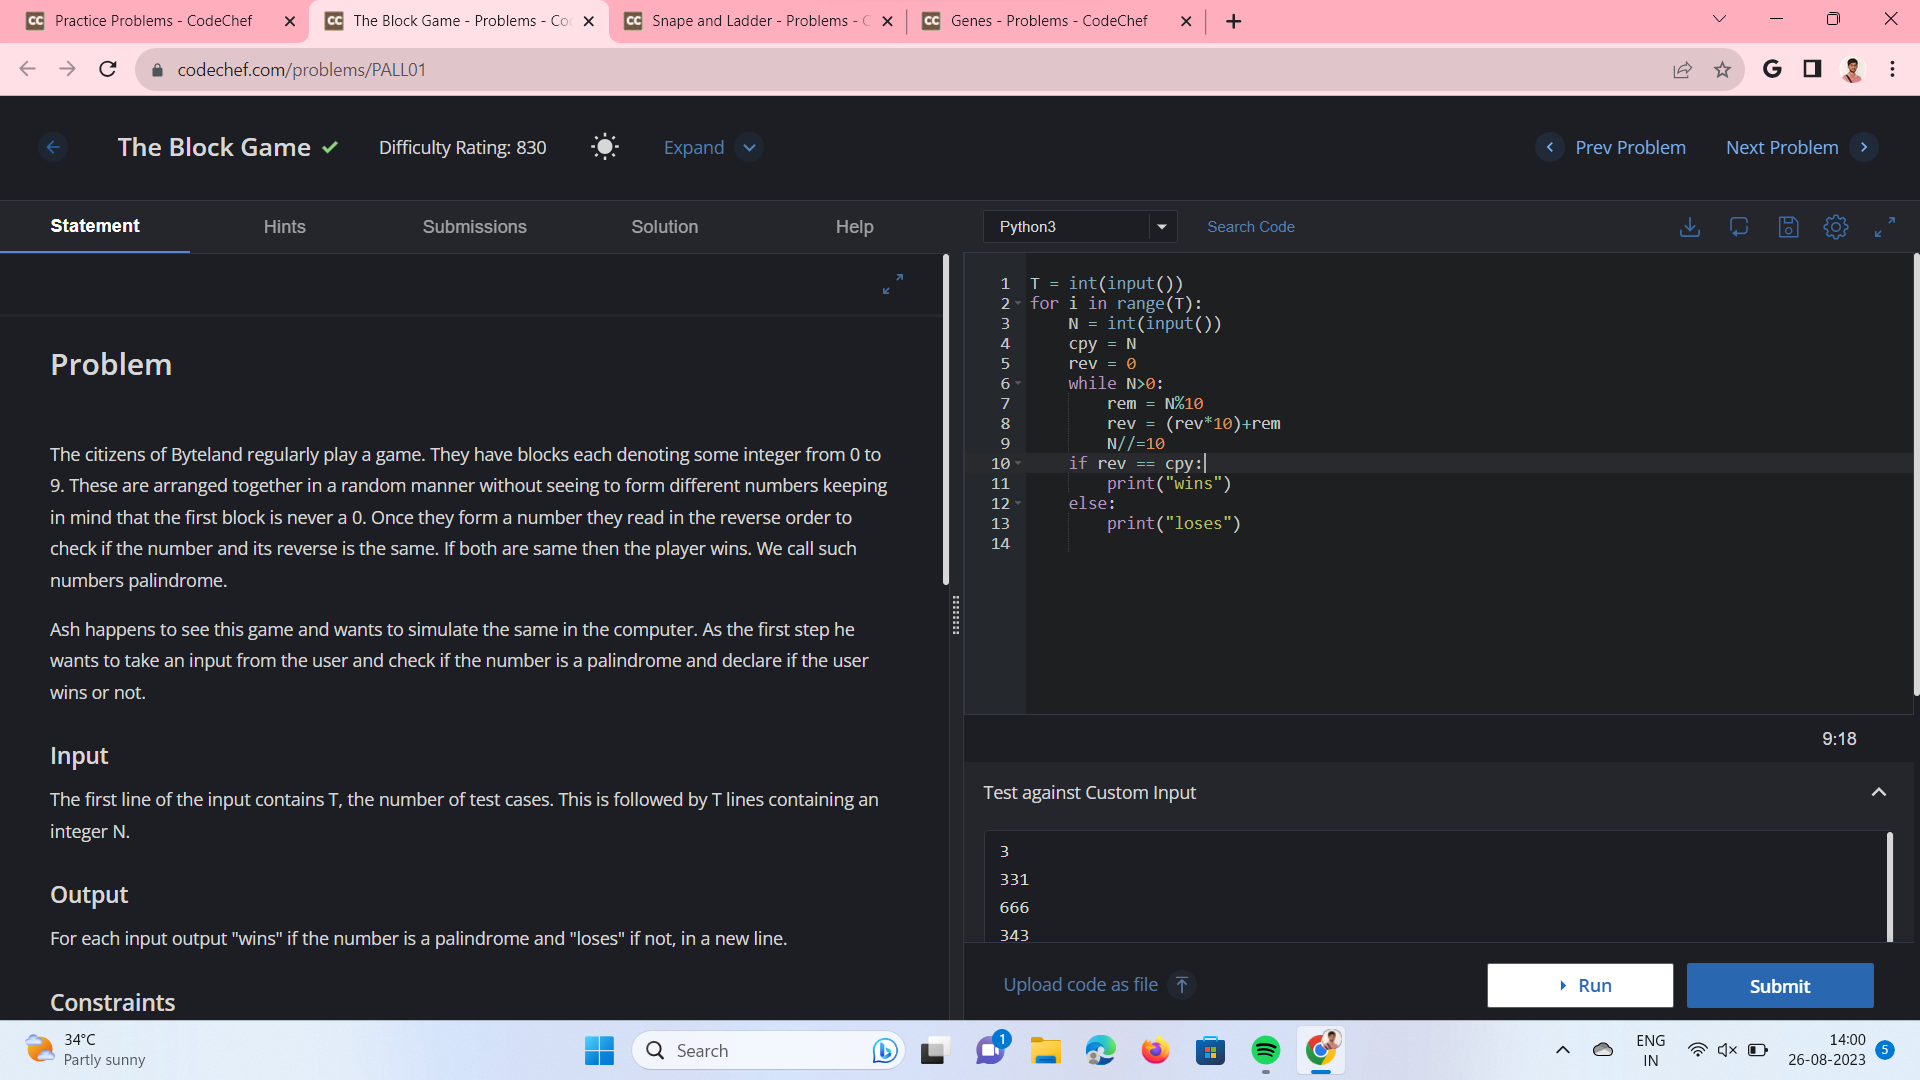 Practice Problems - CodeChef
The Block Game - Problems - Co
Snape and Ladder - Problems - C
Genes - Problems - CodeChef
codechef.com/problems/PALL01
The Block Game
Difficulty Rating: 830
Expand
Prev Problem
Next Problem
Statement
Hints
Submissions
Solution
Help
Problem
The citizens of Byteland regularly play a game. They have blocks each denoting some integer from 0 to
9. These are arranged together in a random manner without seeing to form different numbers keeping
in mind that the first block is never a 0. Once they form a number they read in the reverse order to
check if the number and its reverse is the same. If both are same then the player wins. We call such
numbers palindrome.
Ash happens to see this game and wants to simulate the same in the computer. As the first step he
wants to take an input from the user and check if the number is a palindrome and declare if the user
wins or not.
Input
The first line of the input contains T, the number of test cases. This is followed by T lines containing an
integer N.
Output
For each input output "wins" if the number is a palindrome and "loses" if not, in a new line.
Constraints
Python3
Search Code
1 T = int(input())
2 for i in range(T):
3     N = int(input())
4     cpy = N
5     rev = 0
6     while N>0:
7         rem = N%10
8         rev = (rev*10)+rem
9         N//=10
10     if rev == cpy:
11         print("wins")
12     else:
13         print("loses")
14
9:18
Test against Custom Input
3
331
666
343
Upload code as file
Run
Submit
34°C
Partly sunny
Search
1
ENG
IN
14:00
26-08-2023
5